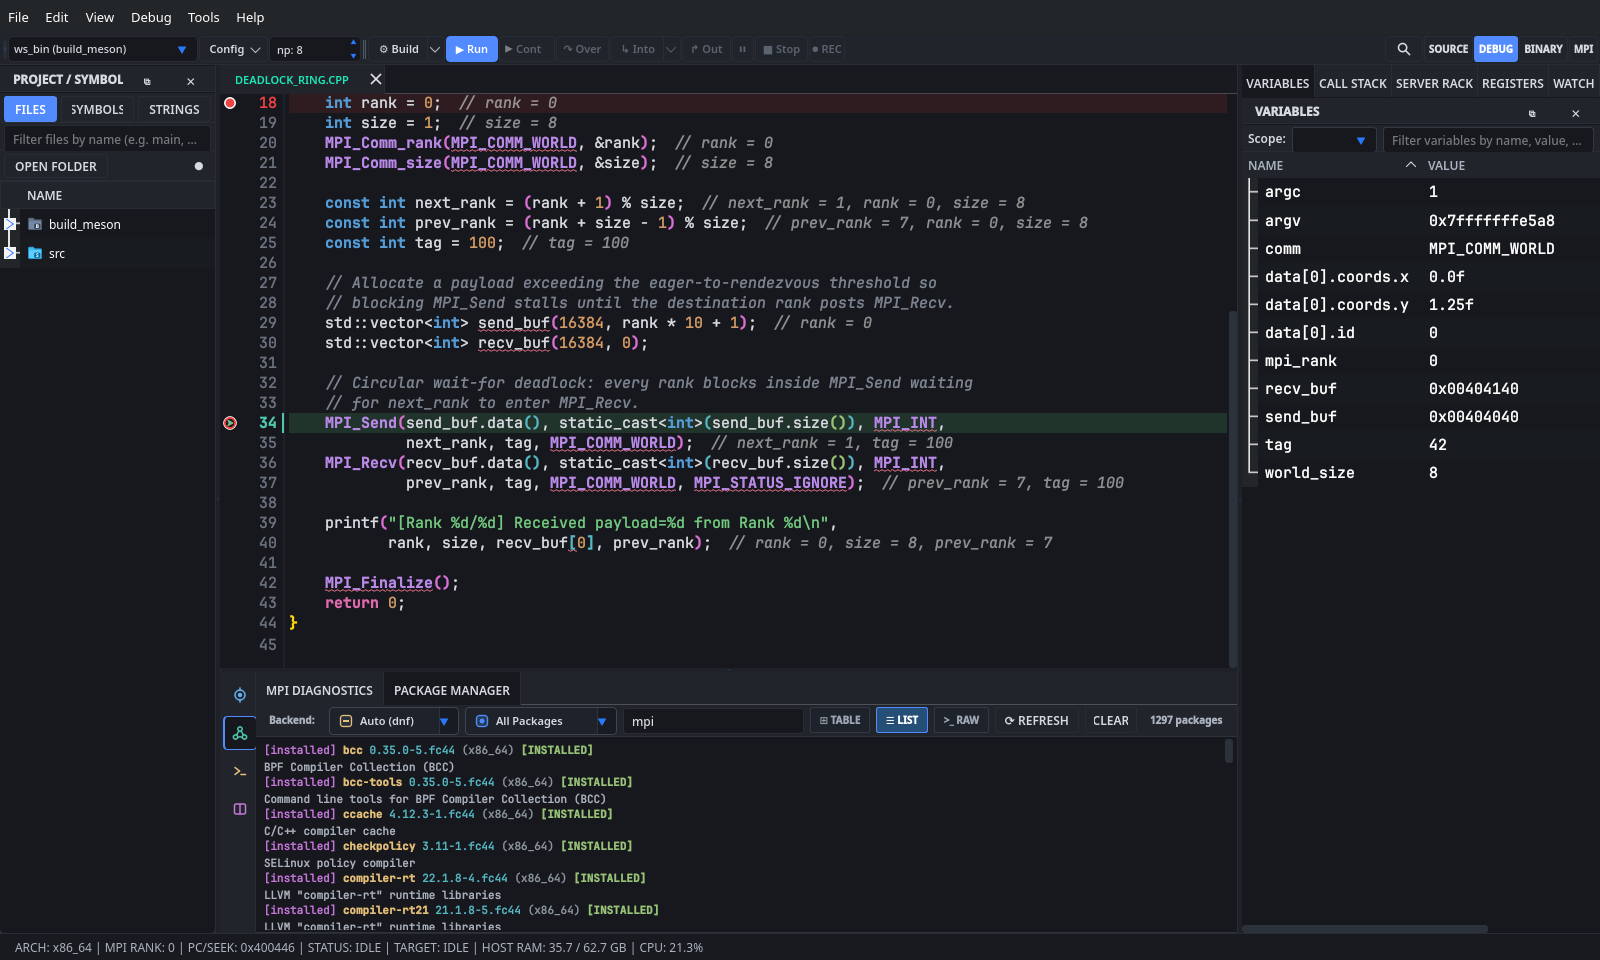 File Edit View Debug Tools Help
ws_bin (build_meson) Config np: 8 Build Run Cont Over Into Out Stop REC SOURCE DEBUG BINARY MPI
PROJECT / SYMBOL
FILES SYMBOLS STRINGS
Filter files by name (e.g. main, ...
OPEN FOLDER
NAME
build_meson
src
DEADLOCK_RING.CPP
18 int rank = 0; // rank = 0
19 int size = 1; // size = 8
20 MPI_Comm_rank(MPI_COMM_WORLD, &rank); // rank = 0
21 MPI_Comm_size(MPI_COMM_WORLD, &size); // size = 8
22
23 const int next_rank = (rank + 1) % size; // next_rank = 1, rank = 0, size = 8
24 const int prev_rank = (rank + size - 1) % size; // prev_rank = 7, rank = 0, size = 8
25 const int tag = 100; // tag = 100
26
27 // Allocate a payload exceeding the eager-to-rendezvous threshold so
28 // blocking MPI_Send stalls until the destination rank posts MPI_Recv.
29 std::vector<int> send_buf(16384, rank * 10 + 1); // rank = 0
30 std::vector<int> recv_buf(16384, 0);
31
32 // Circular wait-for deadlock: every rank blocks inside MPI_Send waiting
33 // for next_rank to enter MPI_Recv.
34 MPI_Send(send_buf.data(), static_cast<int>(send_buf.size()), MPI_INT,
35 next_rank, tag, MPI_COMM_WORLD); // next_rank = 1, tag = 100
36 MPI_Recv(recv_buf.data(), static_cast<int>(recv_buf.size()), MPI_INT,
37 prev_rank, tag, MPI_COMM_WORLD, MPI_STATUS_IGNORE); // prev_rank = 7, tag = 100
38
39 printf("[Rank %d/%d] Received payload=%d from Rank %d\n",
40 rank, size, recv_buf[0], prev_rank); // rank = 0, size = 8, prev_rank = 7
41
42 MPI_Finalize();
43 return 0;
44 }
45
MPI DIAGNOSTICS PACKAGE MANAGER
Backend: Auto (dnf) All Packages mpi TABLE LIST >_ RAW REFRESH CLEAR 1297 packages
[installed] bcc 0.35.0-5.fc44 (x86_64) [INSTALLED]
BPF Compiler Collection (BCC)
[installed] bcc-tools 0.35.0-5.fc44 (x86_64) [INSTALLED]
Command line tools for BPF Compiler Collection (BCC)
[installed] ccache 4.12.3-1.fc44 (x86_64) [INSTALLED]
C/C++ compiler cache
[installed] checkpolicy 3.11-1.fc44 (x86_64) [INSTALLED]
SELinux policy compiler
[installed] compiler-rt 22.1.8-4.fc44 (x86_64) [INSTALLED]
LLVM "compiler-rt" runtime libraries
[installed] compiler-rt21 21.1.8-5.fc44 (x86_64) [INSTALLED]
LLVM "compiler-rt" runtime libraries
VARIABLES CALL STACK SERVER RACK REGISTERS WATCH
VARIABLES
Scope: Filter variables by name, value, ...
NAME VALUE
argc 1
argv 0x7fffffffe5a8
comm MPI_COMM_WORLD
data[0].coords.x 0.0f
data[0].coords.y 1.25f
data[0].id 0
mpi_rank 0
recv_buf 0x00404140
send_buf 0x00404040
tag 42
world_size 8
ARCH: x86_64 | MPI RANK: 0 | PC/SEEK: 0x400446 | STATUS: IDLE | TARGET: IDLE | HOST RAM: 35.7 / 62.7 GB | CPU: 21.3%